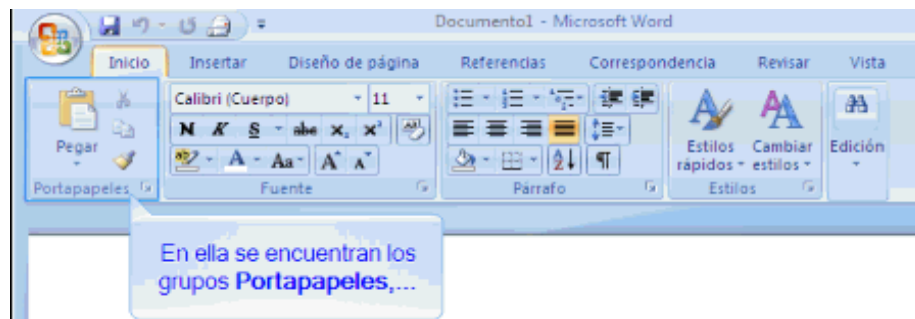 Documento1 - Microsoft Word
Inicio Insertar Diseño de página Referencias Correspondencia Revisar Vista
Pegar
Portapapeles
Calibri (Cuerpo) 11
N K S abe x₂ x²
ab A Aa A A
Fuente
Párrafo
Estilos rápidos
Cambiar estilos
Estilos
Edición
En ella se encuentran los
grupos Portapapeles,...